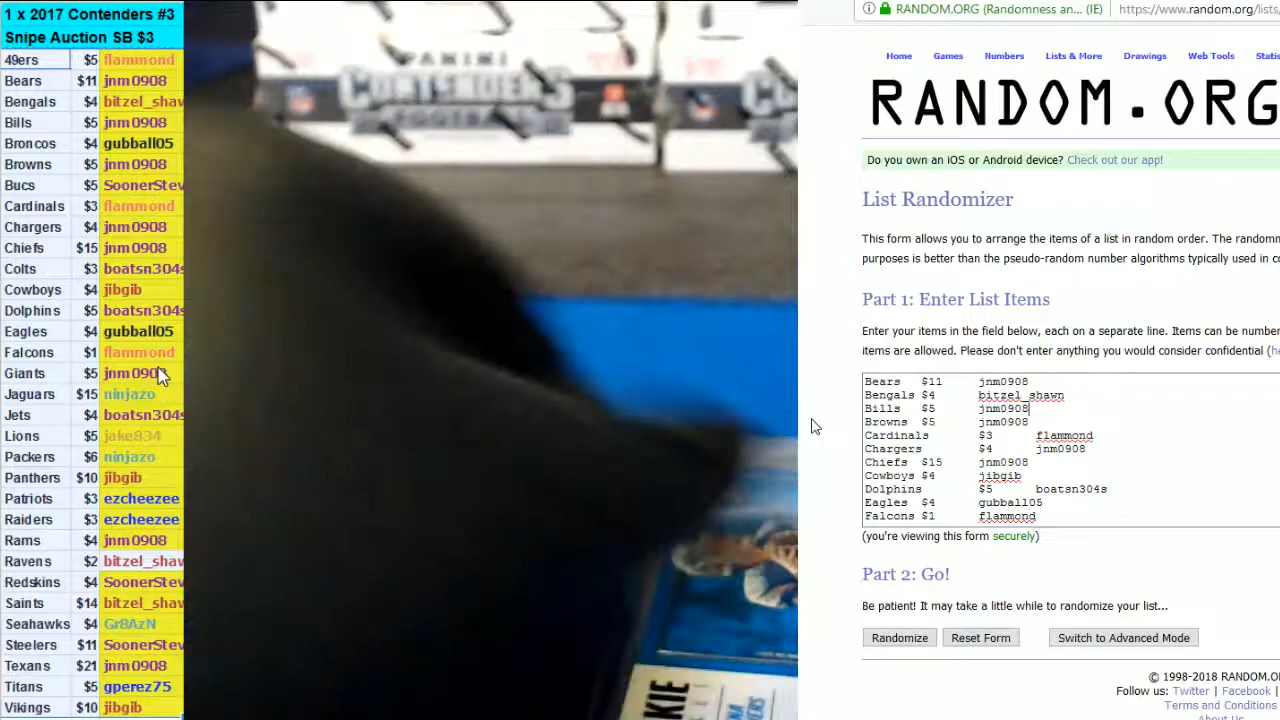 1 x 2017 Contenders #3
Snipe Auction SB $3
49ers $5 flammond
Bears $11 jnm0908
Bengals $4 bitzel_shaw
Bills $5 jnm0908
Broncos $4 gubball05
Browns $5 jnm0908
Bucs $5 SoonerStev
Cardinals $3 flammond
Chargers $4 jnm0908
Chiefs $15 jnm0908
Colts $3 boatsn304s
Cowboys $4 jibgib
Dolphins $5 boatsn304s
Eagles $4 gubball05
Falcons $1 flammond
Giants $5 jnm090
Jaguars $15 ninjazo
Jets $4 boatsn304s
Lions $5 jake834
Packers $6 ninjazo
Panthers $10 jibgib
Patriots $3 ezcheezee
Raiders $3 ezcheezee
Rams $4 jnm0908
Ravens $2 bitzel_shaw
Redskins $4 SoonerStev
Saints $14 bitzel_shaw
Seahawks $4 Gr8AzN
Steelers $11 SoonerStev
Texans $21 jnm0908
Titans $5 gperez75
Vikings $10 jibgib
PANINI
CONTENDERS
FOOTBALL
KIE
RANDOM.ORG (Randomness an... (IE) https://www.random.org/lists
Home Games Numbers Lists & More Drawings Web Tools Statis
RANDOM.ORG
Do you own an iOS or Android device? Check out our app!
List Randomizer
This form allows you to arrange the items of a list in random order. The randomn
purposes is better than the pseudo-random number algorithms typically used in co
Part 1: Enter List Items
Enter your items in the field below, each on a separate line. Items can be number
items are allowed. Please don't enter anything you would consider confidential (he
Bears $11 jnm0908
Bengals $4 bitzel_shawn
Bills $5 jnm0908
Browns $5 jnm0908
Cardinals $3 flammond
Chargers $4 jnm0908
Chiefs $15 jnm0908
Cowboys $4 jibgib
Dolphins $5 boatsn304s
Eagles $4 gubball05
Falcons $1 flammond
(you're viewing this form securely)
Part 2: Go!
Be patient! It may take a little while to randomize your list...
Randomize Reset Form Switch to Advanced Mode
© 1998-2018 RANDOM.O
Follow us: Twitter | Facebook |
Terms and Conditions
About Us